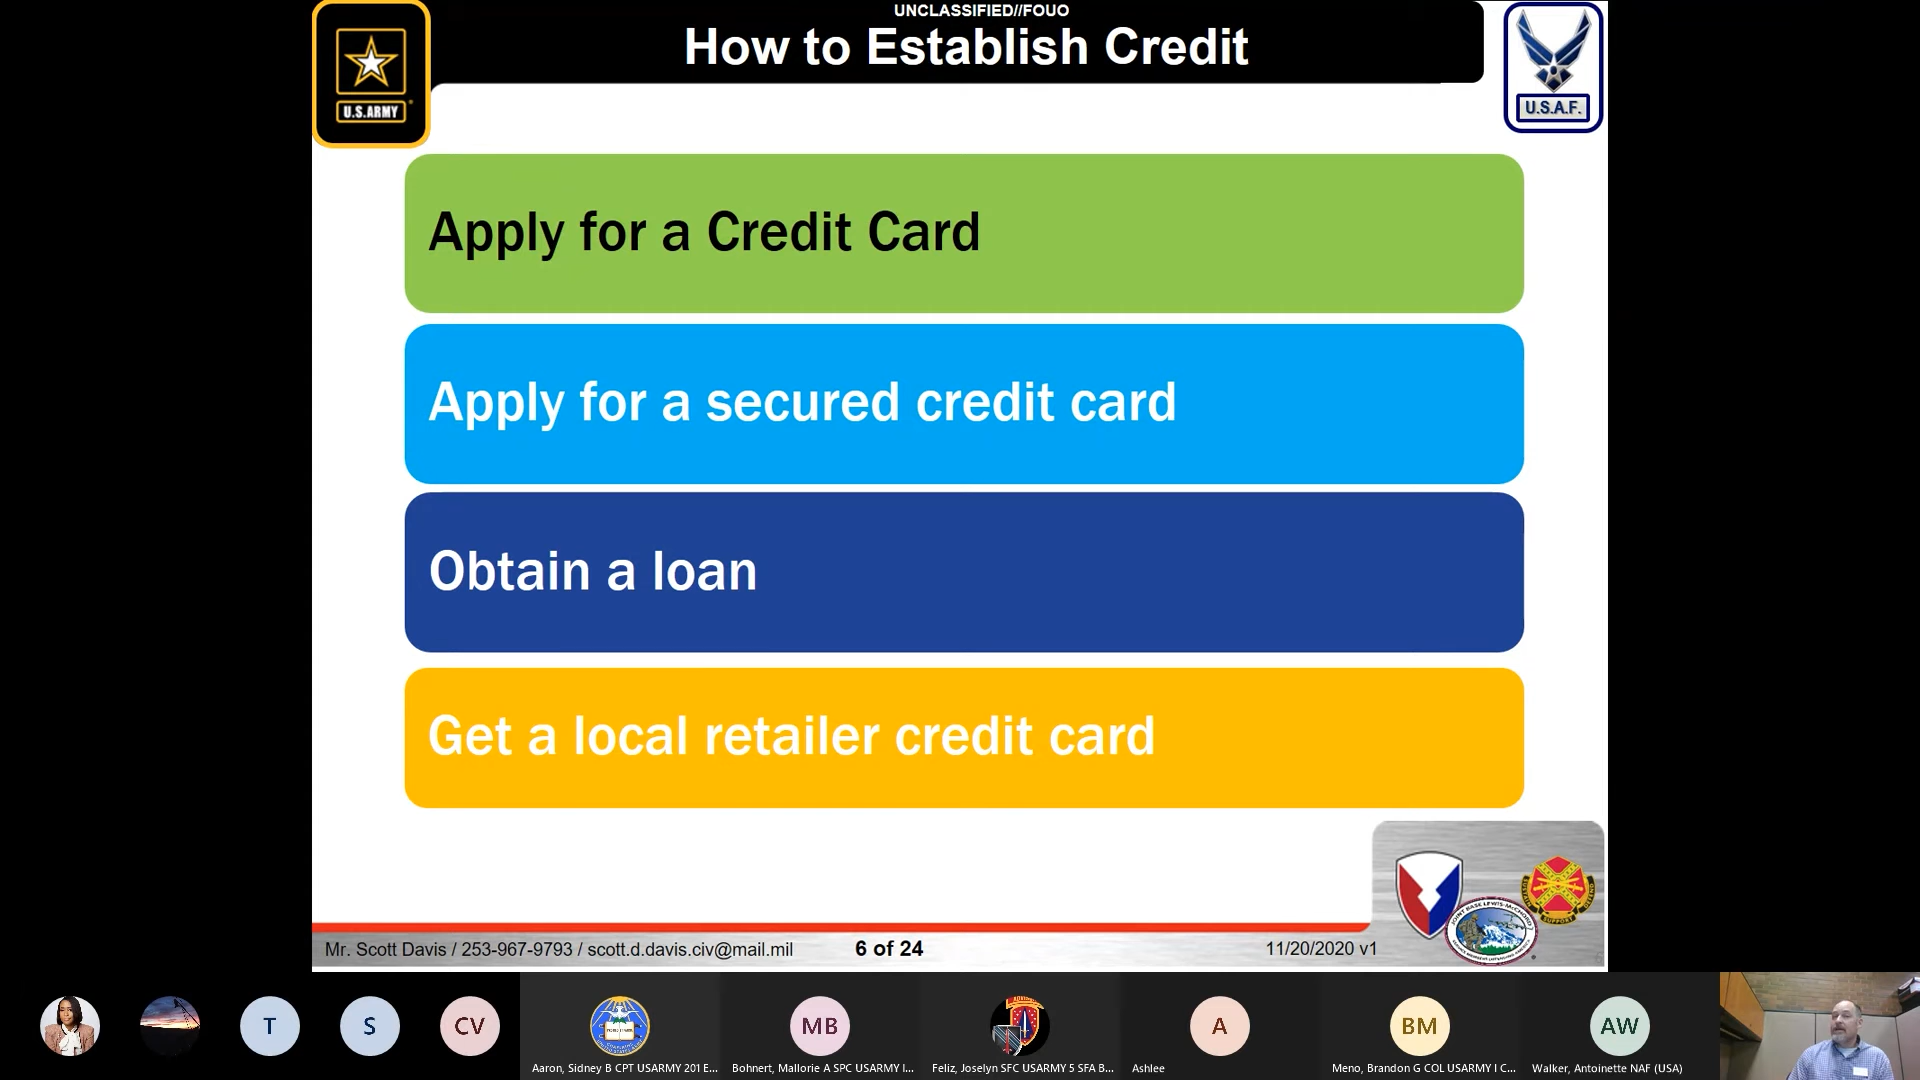 UNCLASSIFIED//FOUO
How to Establish Credit
U.S.ARMY
U.S.A.F.
Apply for a Credit Card
Apply for a secured credit card
Obtain a loan
Get a local retailer credit card
Mr. Scott Davis / 253-967-9793 / scott.d.davis.civ@mail.mil
6 of 24
11/20/2020 v1
T
S
CV
MB
A
BM
AW
Aaron, Sidney B CPT USARMY 201 E...
Bohnert, Mallorie A SPC USARMY I...
Feliz, Joselyn SFC USARMY 5 SFA B...
Ashlee
Meno, Brandon G COL USARMY I C...
Walker, Antoinette NAF (USA)